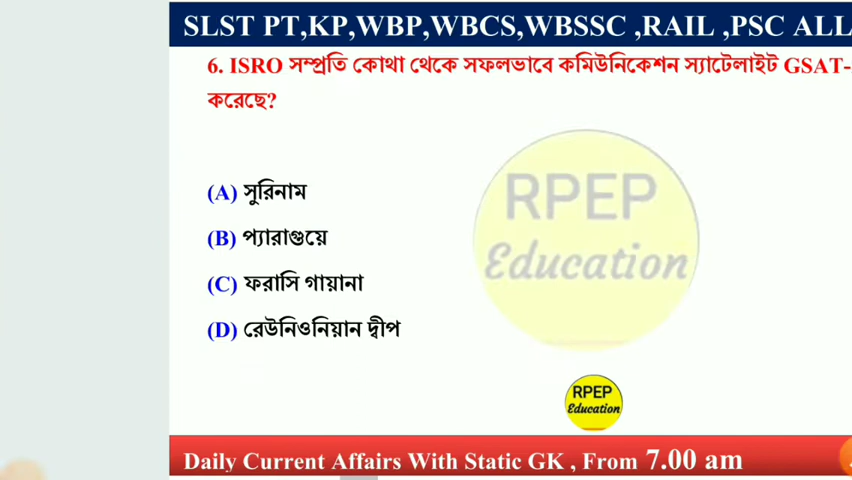 SLST PT,KP,WBP,WBCS,WBSSC ,RAIL ,PSC ALL
6. ISRO সম্প্রতি কোথা থেকে সফলভাবে কমিউনিকেশন স্যাটেলাইট GSAT-
করেছে?
(A) সুরিনাম
(B) প্যারাগুয়ে
(C) ফরাসি গায়ানা
(D) রেউনিওনিয়ান দ্বীপ
RPEP
Education
RPEP
Education
Daily Current Affairs With Static GK , From 7.00 am